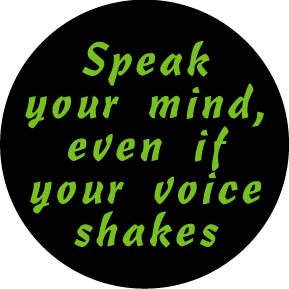 Speak
your mind,
even if
your voice
shakes